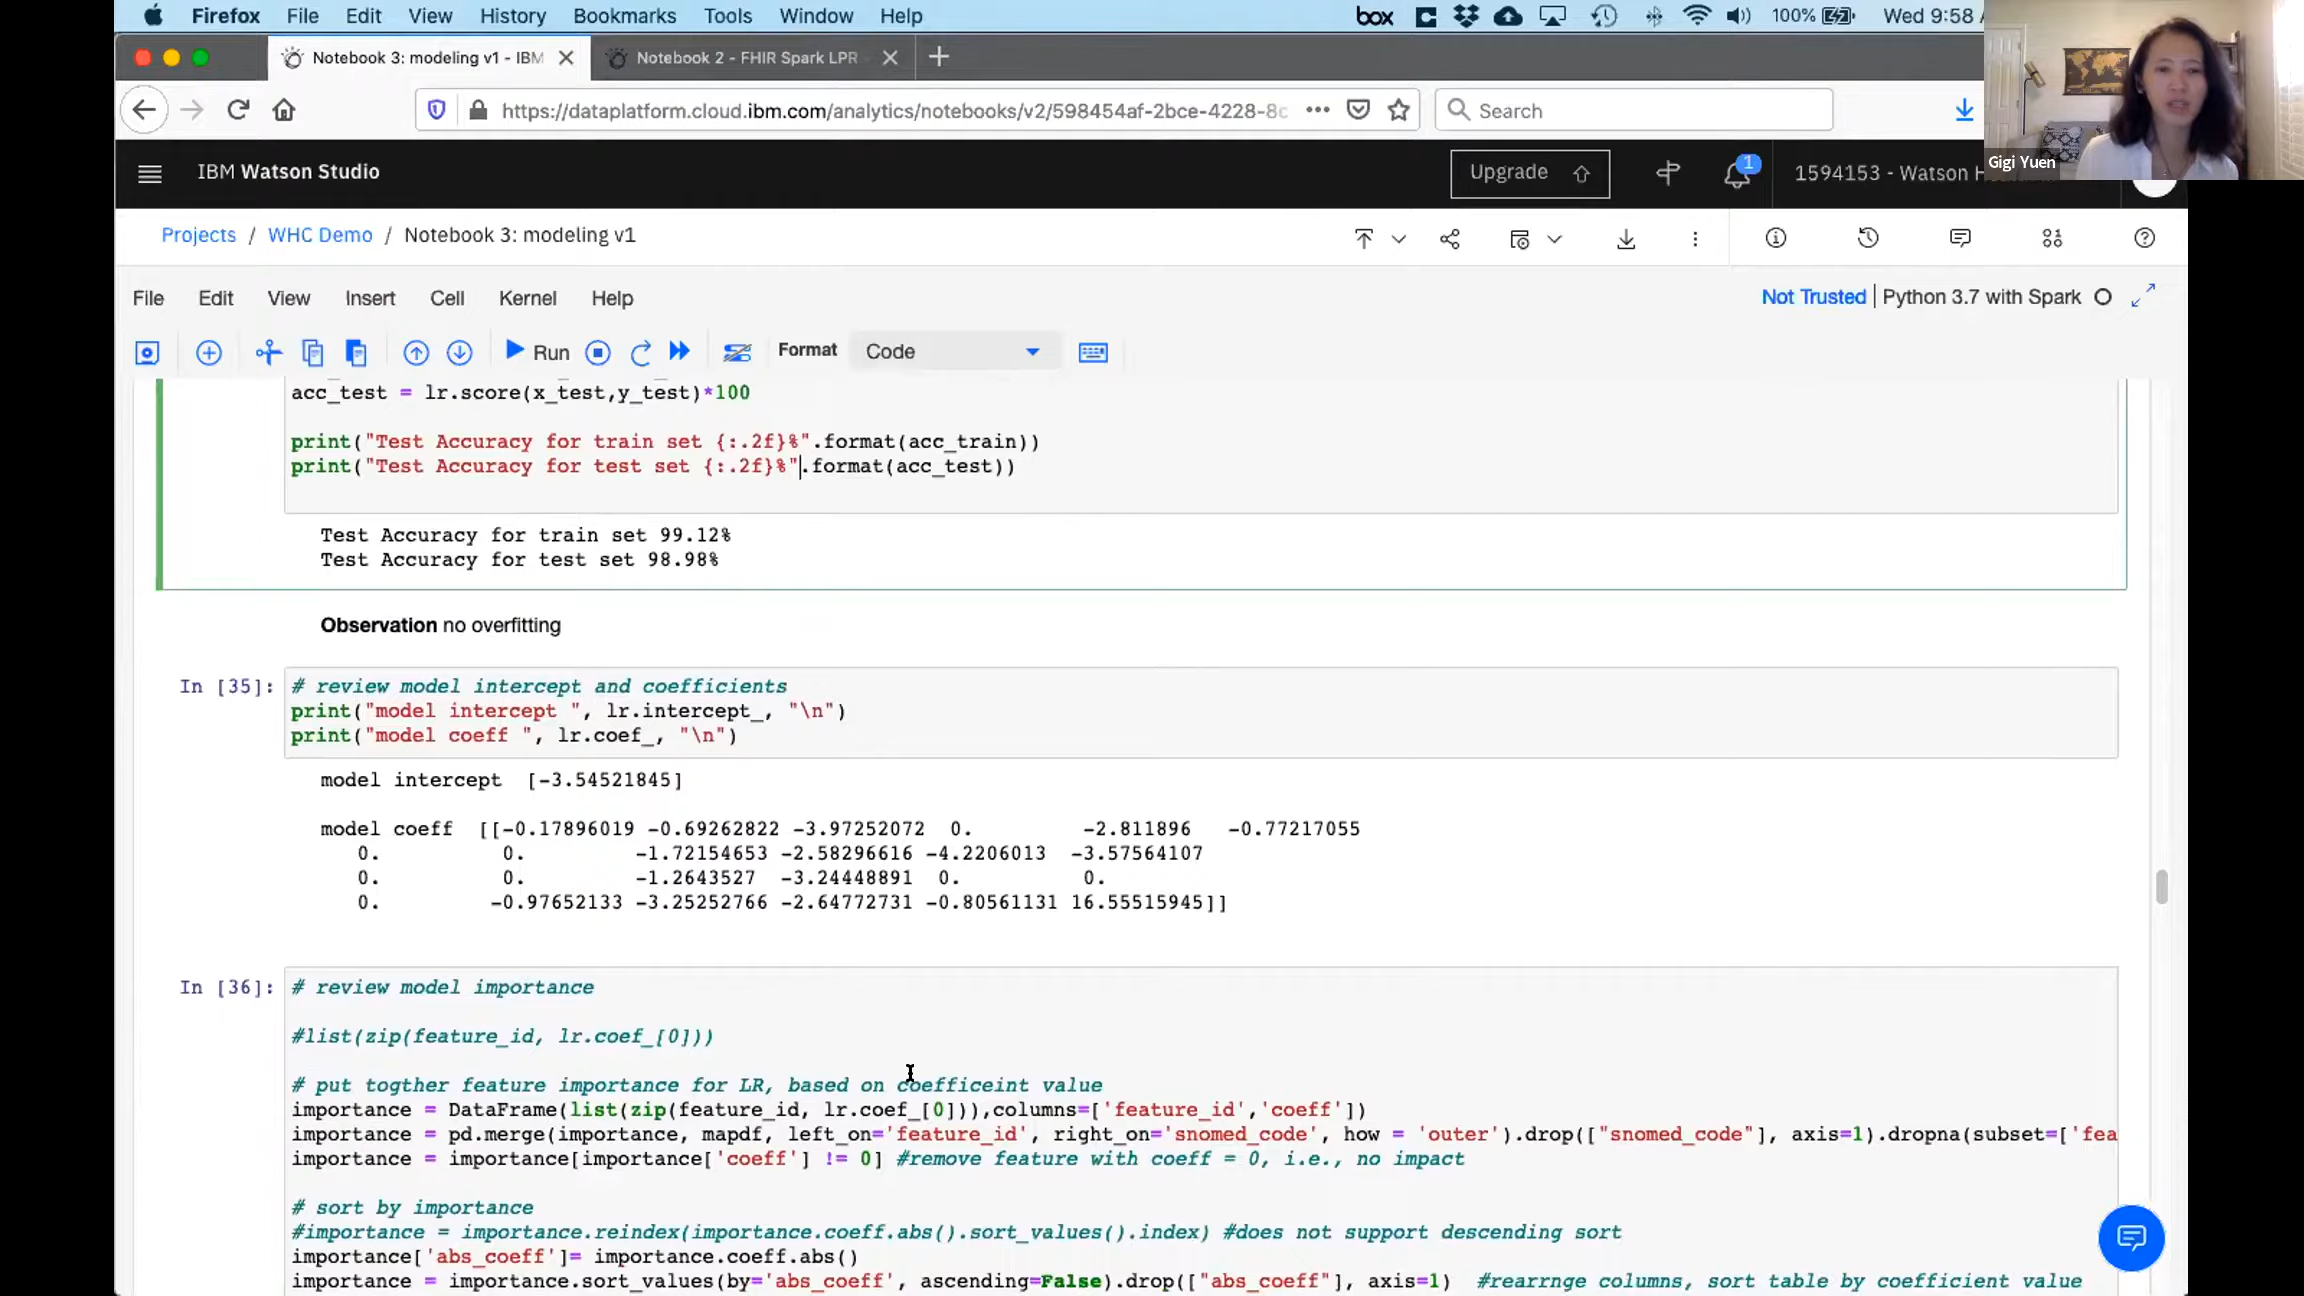 Firefox File Edit View History Bookmarks Tools Window Help box 100% Wed 9:58
Notebook 3: modeling v1 - IBM Notebook 2 - FHIR Spark LPR
https://dataplatform.cloud.ibm.com/analytics/notebooks/v2/598454af-2bce-4228-8c Search
Gigi Yuen
IBM Watson Studio Upgrade 1 1594153 - Watson H
Projects / WHC Demo / Notebook 3: modeling v1
File Edit View Insert Cell Kernel Help Not Trusted Python 3.7 with Spark
Run Format Code
acc_test = lr.score(x_test,y_test)*100
print("Test Accuracy for train set {:.2f}%".format(acc_train))
print("Test Accuracy for test set {:.2f}%".format(acc_test))
Test Accuracy for train set 99.12%
Test Accuracy for test set 98.98%
Observation no overfitting
In [35]: # review model intercept and coefficients
print("model intercept ", lr.intercept_, "\n")
print("model coeff ", lr.coef_, "\n")
model intercept [-3.54521845]
model coeff [[-0.17896019 -0.69262822 -3.97252072 0. -2.811896 -0.77217055
0. 0. -1.72154653 -2.58296616 -4.2206013 -3.57564107
0. 0. -1.2643527 -3.24448891 0. 0.
0. -0.97652133 -3.25252766 -2.64772731 -0.80561131 16.55515945]]
In [36]: # review model importance
#list(zip(feature_id, lr.coef_[0]))
# put togther feature importance for LR, based on coefficeint value
importance = DataFrame(list(zip(feature_id, lr.coef_[0])),columns=['feature_id','coeff'])
importance = pd.merge(importance, mapdf, left_on='feature_id', right_on='snomed_code', how = 'outer').drop(["snomed_code"], axis=1).dropna(subset=['fea
importance = importance[importance['coeff'] != 0] #remove feature with coeff = 0, i.e., no impact
# sort by importance
#importance = importance.reindex(importance.coeff.abs().sort_values().index) #does not support descending sort
importance['abs_coeff']= importance.coeff.abs()
importance = importance.sort_values(by='abs_coeff', ascending=False).drop(["abs_coeff"], axis=1) #rearrnge columns, sort table by coefficient value